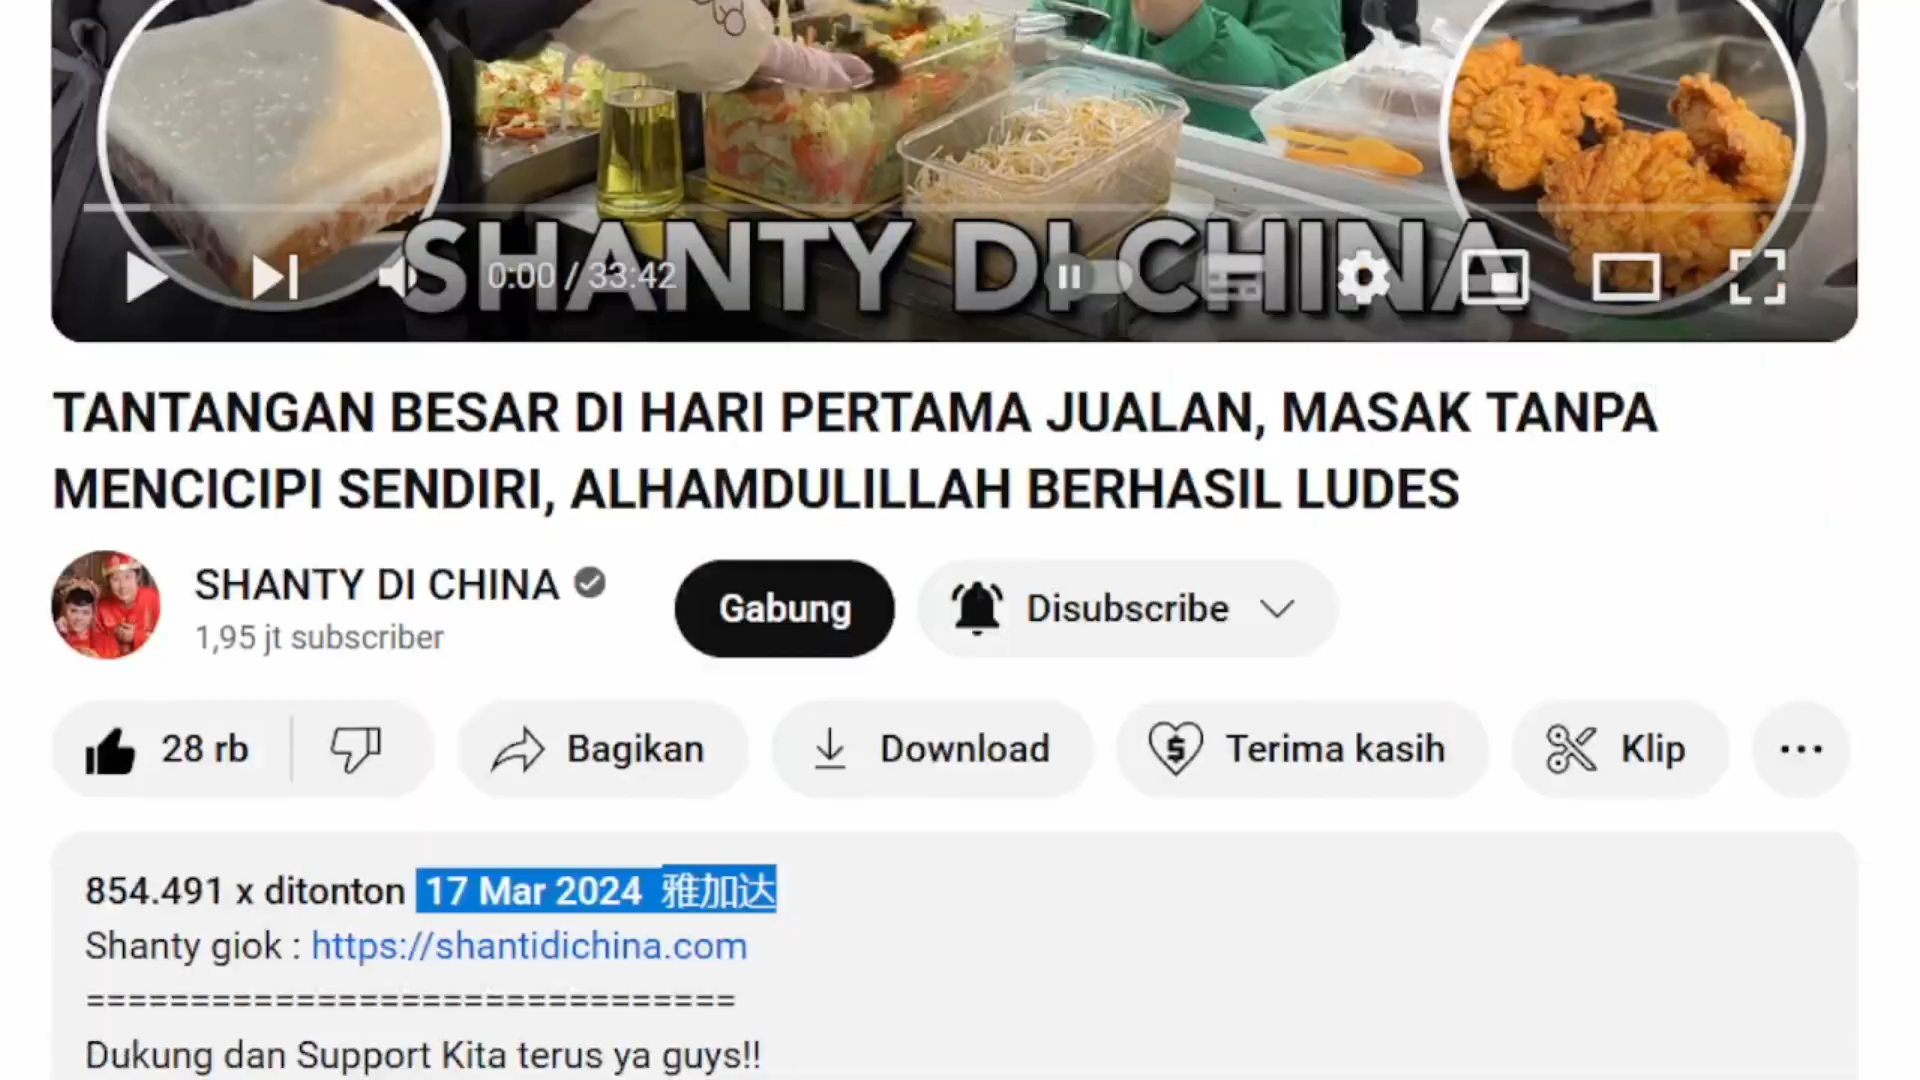 SHANTY DI CHINA
0:00 / 33:42
TANTANGAN BESAR DI HARI PERTAMA JUALAN, MASAK TANPA
MENCICIPI SENDIRI, ALHAMDULILLAH BERHASIL LUDES
SHANTY DI CHINA
1,95 jt subscriber
Gabung
Disubscribe
28 rb
Bagikan
Download
Terima kasih
Klip
854.491 x ditonton 17 Mar 2024 雅加达
Shanty giok : https://shantidichina.com
===============================
Dukung dan Support Kita terus ya guys!!